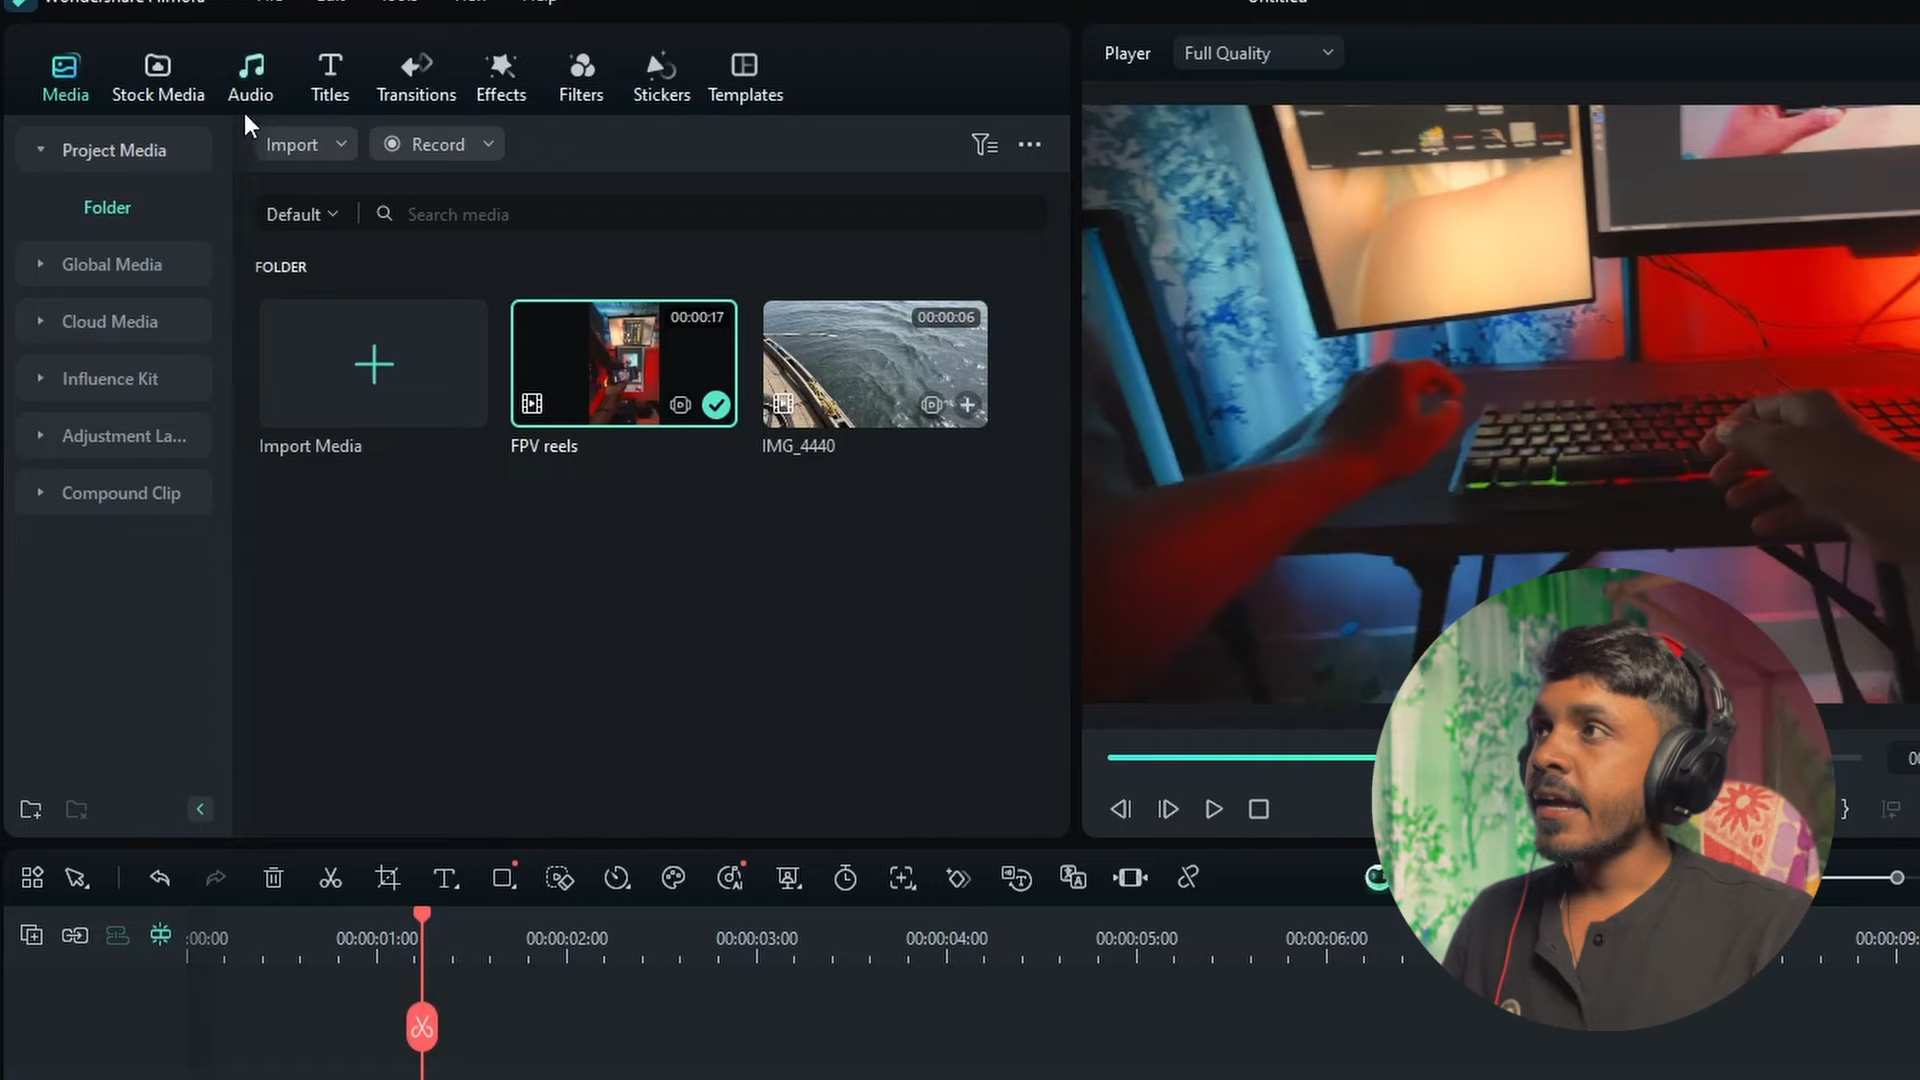 Wondershare Filmora File Edit Tools View Help
Untitled
Media
Stock Media
Audio
Titles
Transitions
Effects
Filters
Stickers
Templates
Player
Full Quality
Project Media
Folder
Global Media
Cloud Media
Influence Kit
Adjustment La...
Compound Clip
Import
Record
Default
Search media
FOLDER
Import Media
00:00:17
FPV reels
00:00:06
IMG_4440
:00:00
00:00:01:00
00:00:02:00
00:00:03:00
00:00:04:00
00:00:05:00
00:00:06:00
00:00:09: